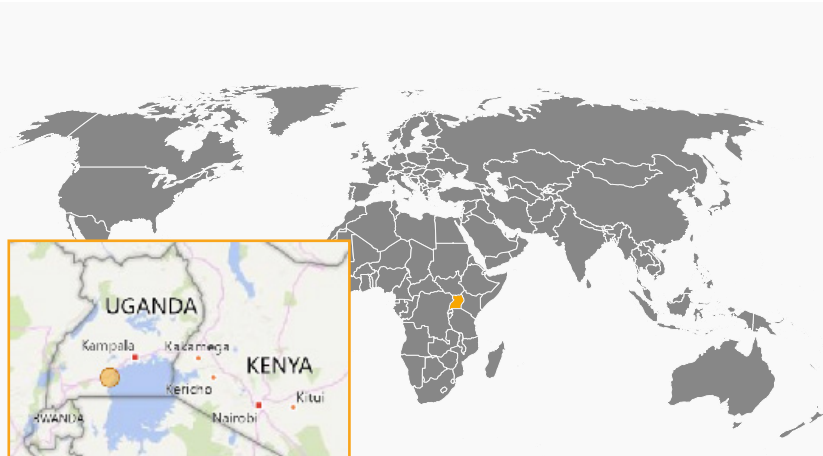 UGANDA
Kampala
Kakamega
KENYA
Kericho
Kitui
Nairobi
RWANDA